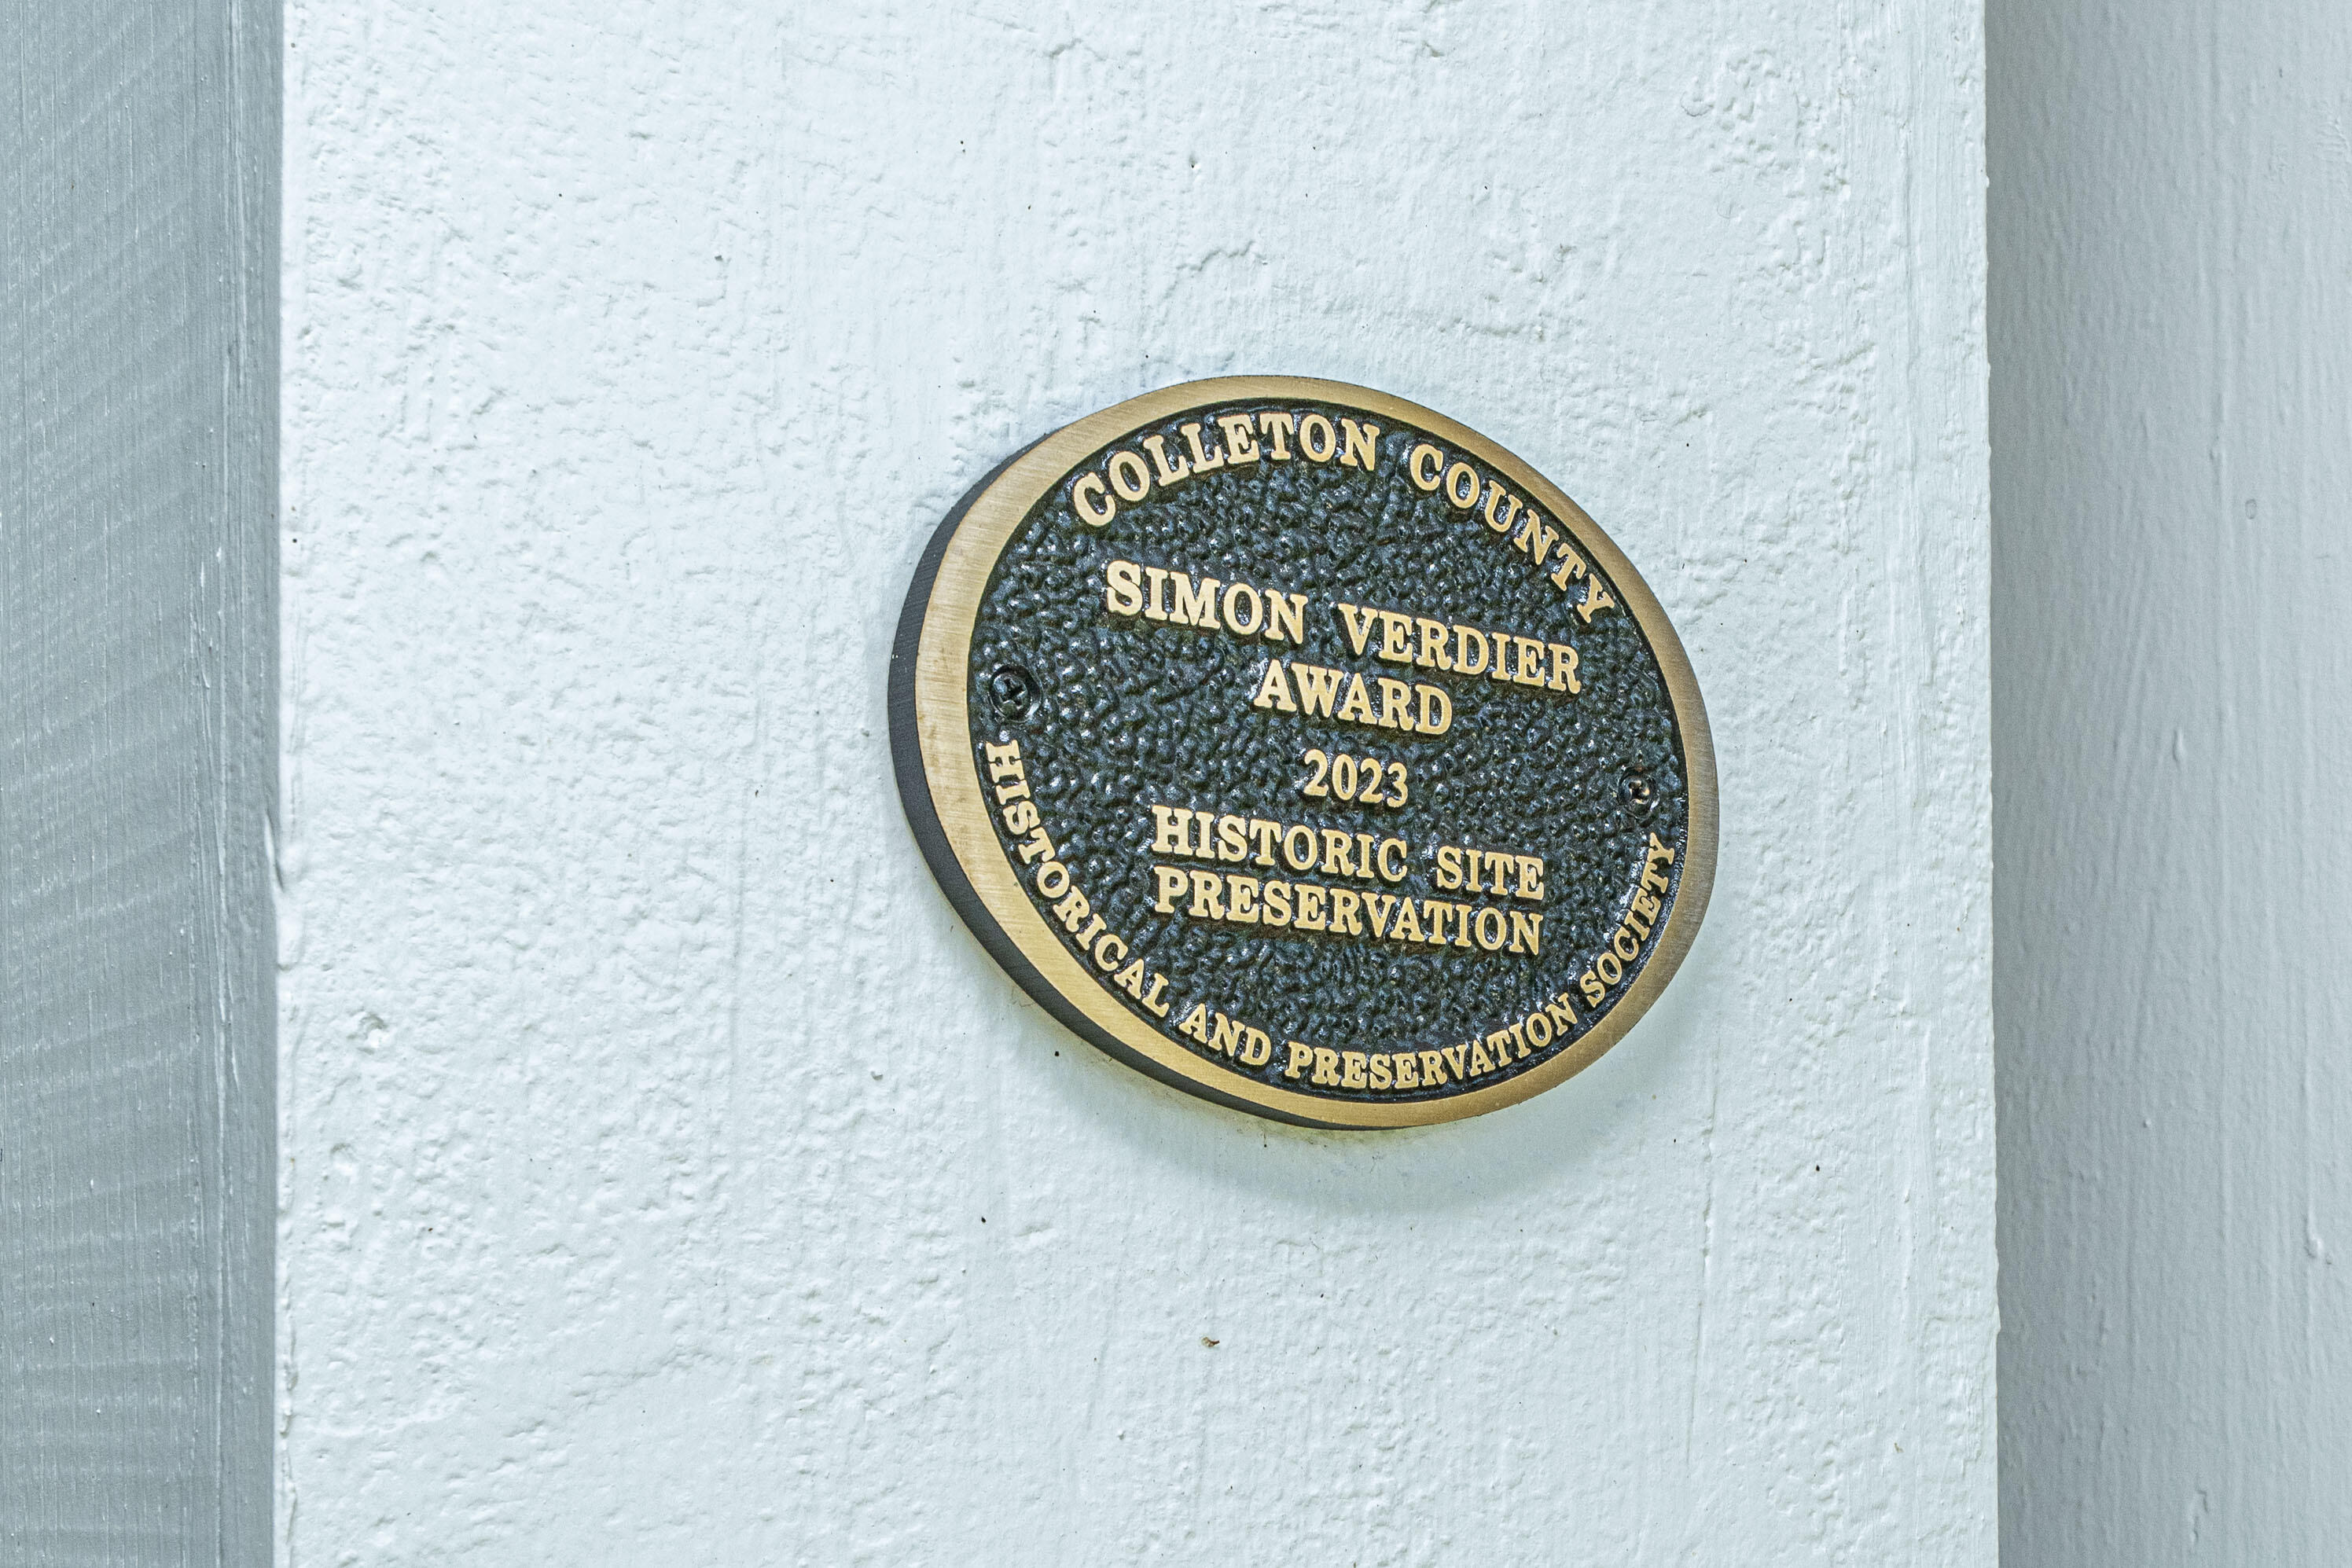 COLLETON COUNTY
SIMON VERDIER
AWARD
2023
HISTORIC SITE
PRESERVATION
HISTORICAL AND PRESERVATION SOCIETY